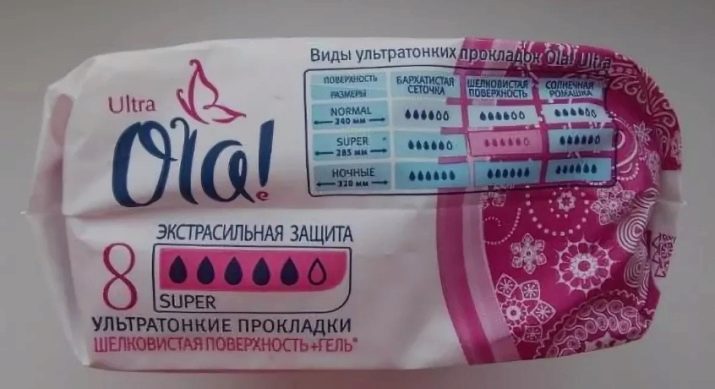 Ultra
Ola!
Виды ультратонких прокладок Ola! Ultra
ПОВЕРХНОСТЬ
РАЗМЕРЫ
БАРХАТИСТАЯ СЕТОЧКА
ШЕЛКОВИСТАЯ ПОВЕРХНОСТЬ
СОЛНЕЧНАЯ РОМАШКА
NORMAL
240 мм
SUPER
285 мм
НОЧНЫЕ
320 мм
8
ЭКСТРАСИЛЬНАЯ ЗАЩИТА
SUPER
УЛЬТРАТОНКИЕ ПРОКЛАДКИ
ШЕЛКОВИСТАЯ ПОВЕРХНОСТЬ+ГЕЛЬ*